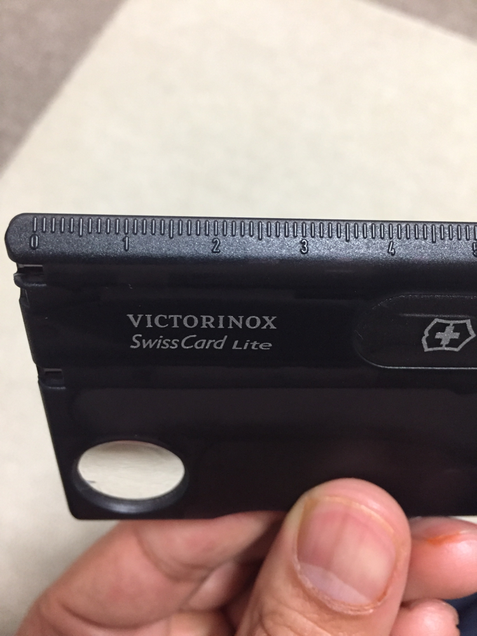 0 1 2 3 4 5
VICTORINOX
SwissCard Lite